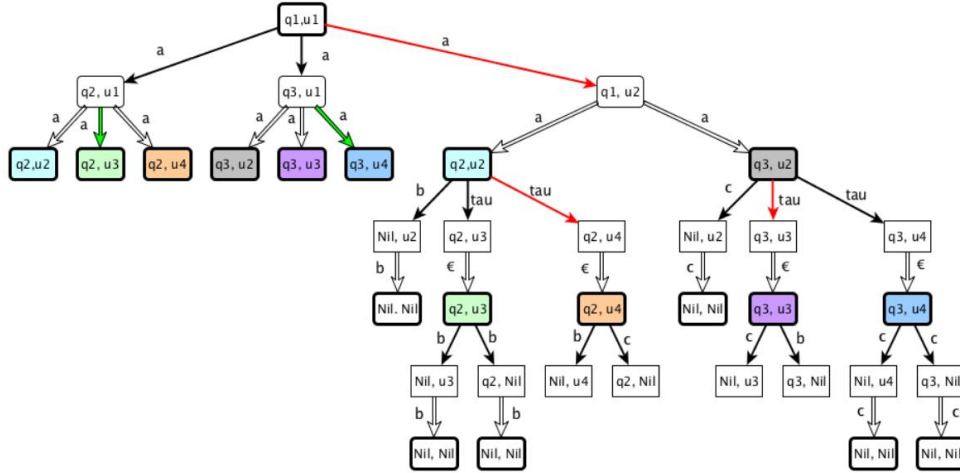 q1,u1
a
a
a
q2, u1
q3, u1
q1, u2
a
a
a
a
a
a
a
a
q2,u2
q2, u3
q2, u4
q3, u2
q3, u3
q3, u4
q2,u2
q3, u2
b
tau
tau
c
tau
tau
Nil, u2
q2, u3
q2, u4
Nil, u2
q3, u3
q3, u4
b
€
€
c
€
€
Nil. Nil
q2, u3
q2, u4
Nil, Nil
q3, u3
q3, u4
b
b
b
c
c
b
c
c
Nil, u3
q2, Nil
Nil, u4
q2, Nil
Nil, u3
q3, Nil
Nil, u4
q3, Nil
b
b
c
c
Nil, Nil
Nil, Nil
Nil, Nil
Nil, Nil